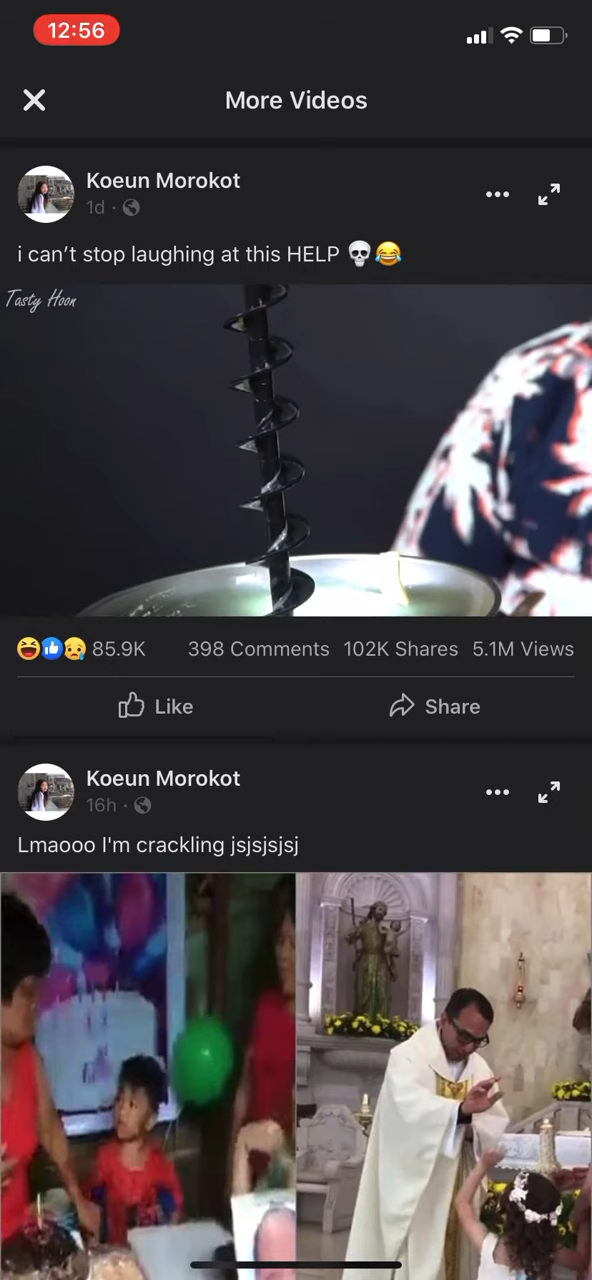 12:56
More Videos
Koeun Morokot
1d ·
i can't stop laughing at this HELP 💀😂
Tasty Hoon
85.9K 398 Comments 102K Shares 5.1M Views
Like Share
Koeun Morokot
16h ·
Lmaooo I'm crackling jsjsjsjsj